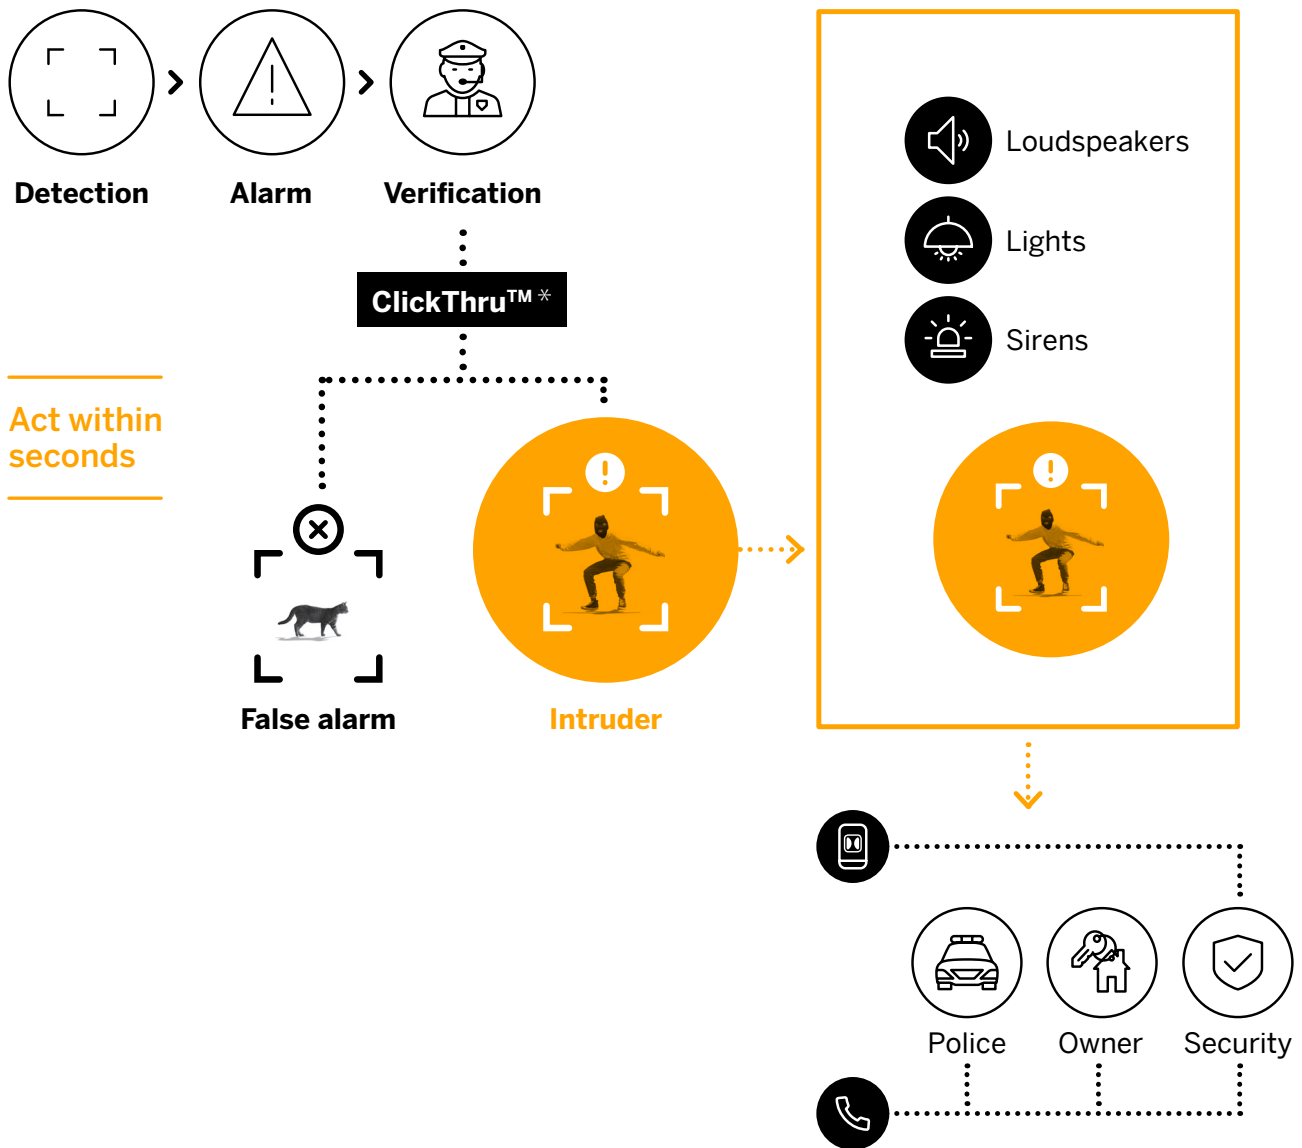 Detection
Alarm
Verification
ClickThru™ *
Act within
seconds
False alarm
Intruder
Loudspeakers
Lights
Sirens
Police
Owner
Security